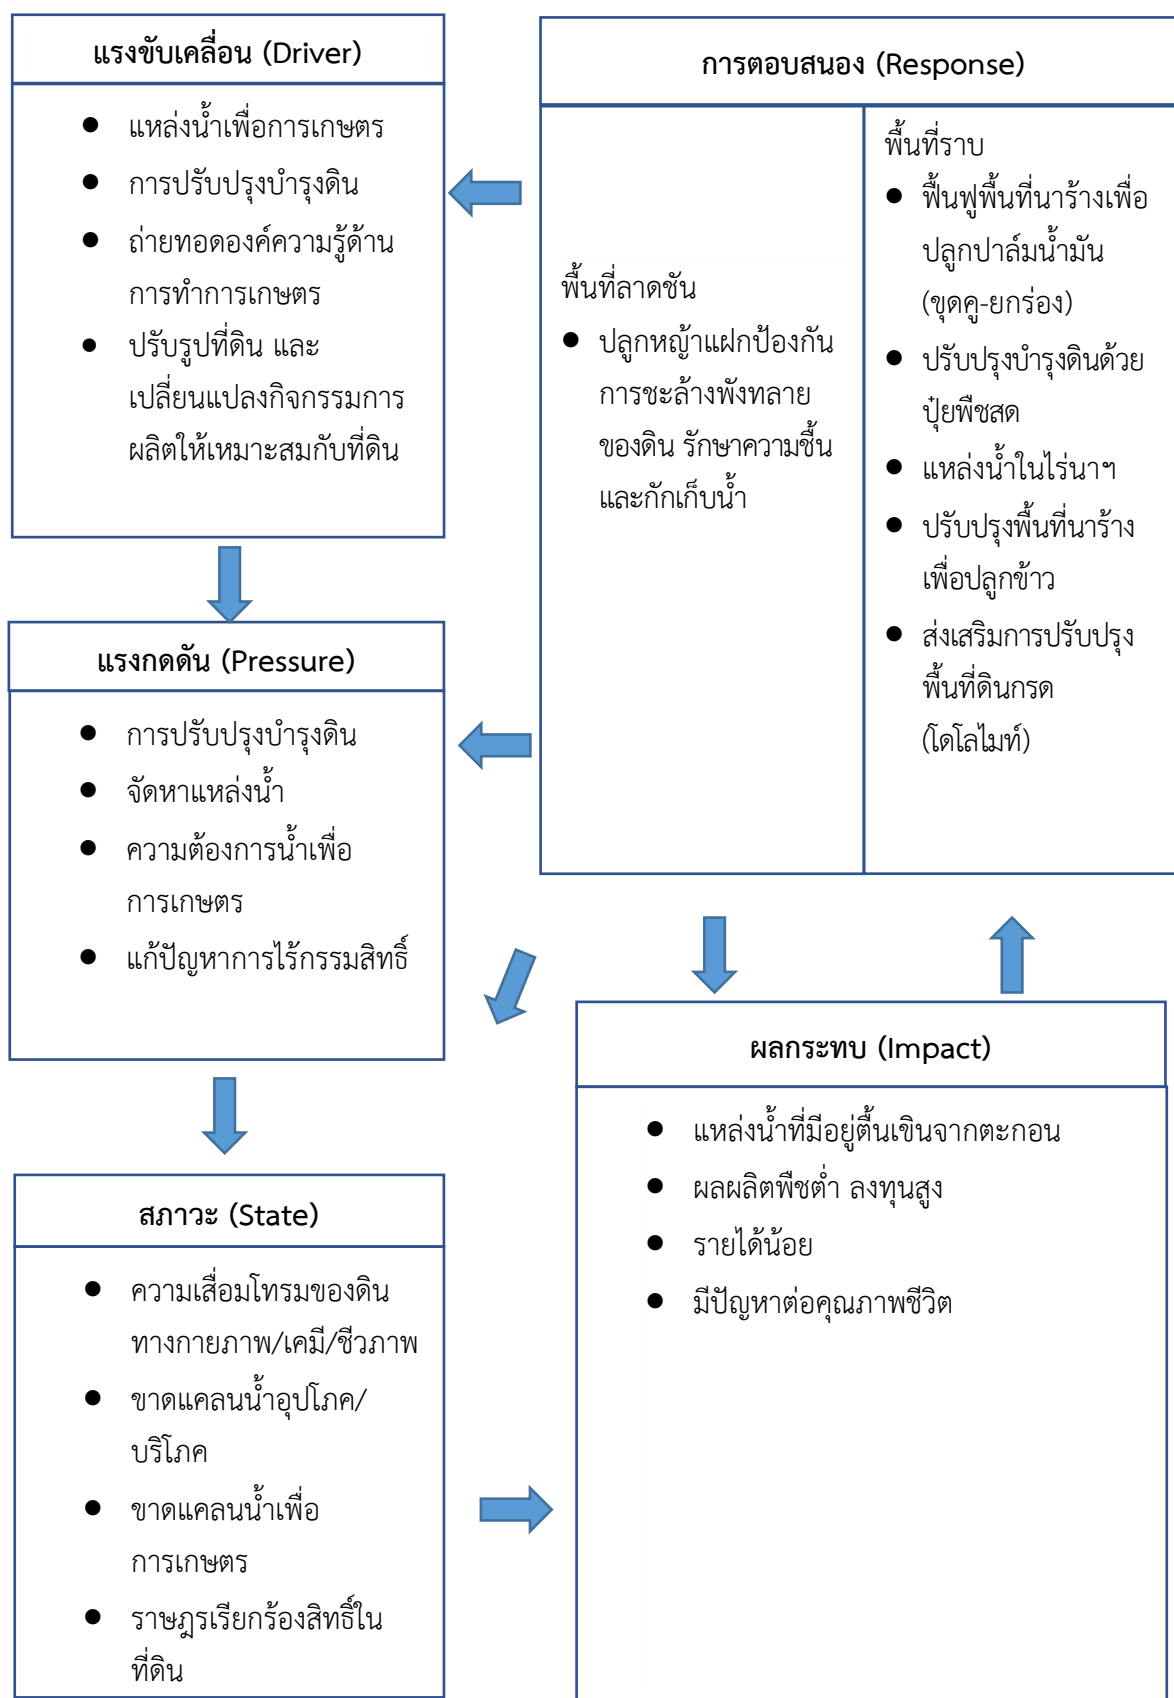 แรงขับเคลื่อน (Driver)
● แหล่งน้ำเพื่อการเกษตร
● การปรับปรุงบำรุงดิน
● ถ่ายทอดองค์ความรู้ด้าน
การทำการเกษตร
● ปรับรูปที่ดิน และ
เปลี่ยนแปลงกิจกรรมการ
ผลิตให้เหมาะสมกับที่ดิน
การตอบสนอง (Response)
พื้นที่ลาดชัน
● ปลูกหญ้าแฝกป้องกัน
การชะล้างพังทลาย
ของดิน รักษาความชื้น
และกักเก็บน้ำ
พื้นที่ราบ
● ฟื้นฟูพื้นที่นาร้างเพื่อ
ปลูกปาล์มน้ำมัน
(ขุดคู-ยกร่อง)
● ปรับปรุงบำรุงดินด้วย
ปุ๋ยพืชสด
● แหล่งน้ำในไร่นาฯ
● ปรับปรุงพื้นที่นาร้าง
เพื่อปลูกข้าว
● ส่งเสริมการปรับปรุง
พื้นที่ดินกรด
(โดโลไมท์)
แรงกดดัน (Pressure)
● การปรับปรุงบำรุงดิน
● จัดหาแหล่งน้ำ
● ความต้องการน้ำเพื่อ
การเกษตร
● แก้ปัญหาการไร้กรรมสิทธิ์
สภาวะ (State)
● ความเสื่อมโทรมของดิน
ทางกายภาพ/เคมี/ชีวภาพ
● ขาดแคลนน้ำอุปโภค/
บริโภค
● ขาดแคลนน้ำเพื่อ
การเกษตร
● ราษฎรเรียกร้องสิทธิ์ใน
ที่ดิน
ผลกระทบ (Impact)
● แหล่งน้ำที่มีอยู่ตื้นเขินจากตะกอน
● ผลผลิตพืชต่ำ ลงทุนสูง
● รายได้น้อย
● มีปัญหาต่อคุณภาพชีวิต